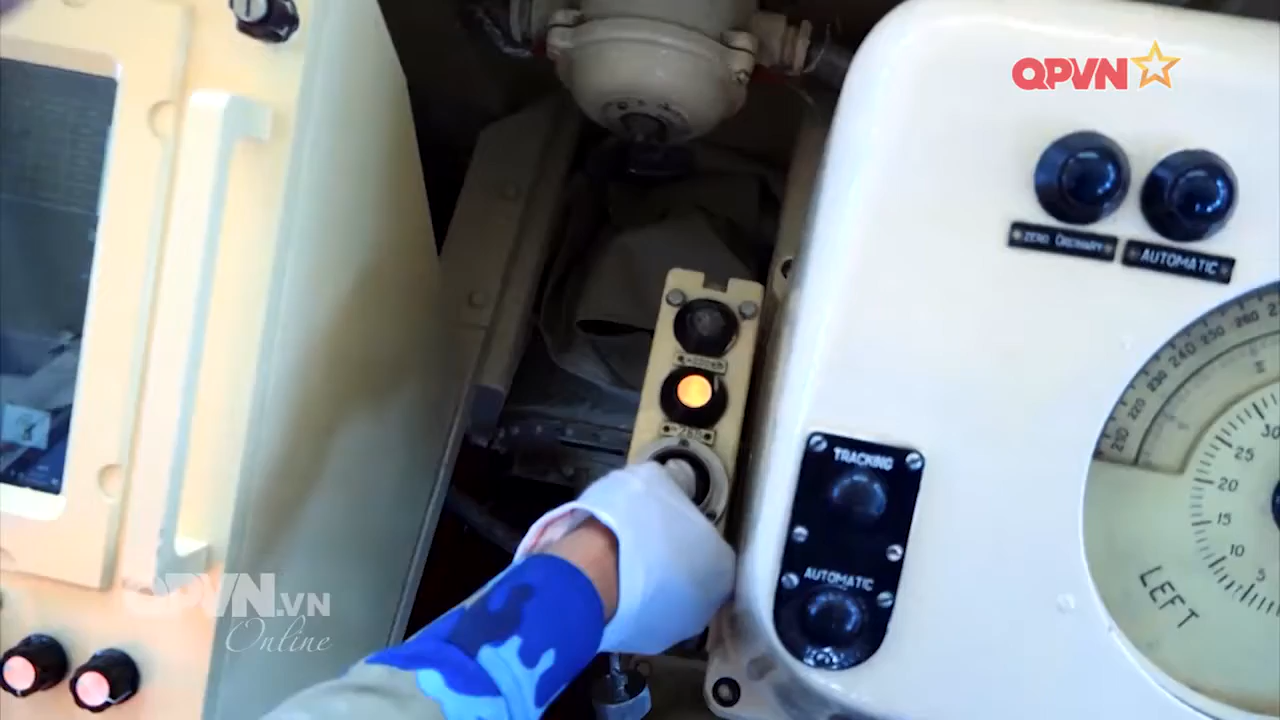 QPVN
ZERO ORDINARY
AUTOMATIC
TRACKING
AUTOMATIC
210 220 230 240 250 260
30
25
20
15
10
5
LEFT
QPVN.VN
Online